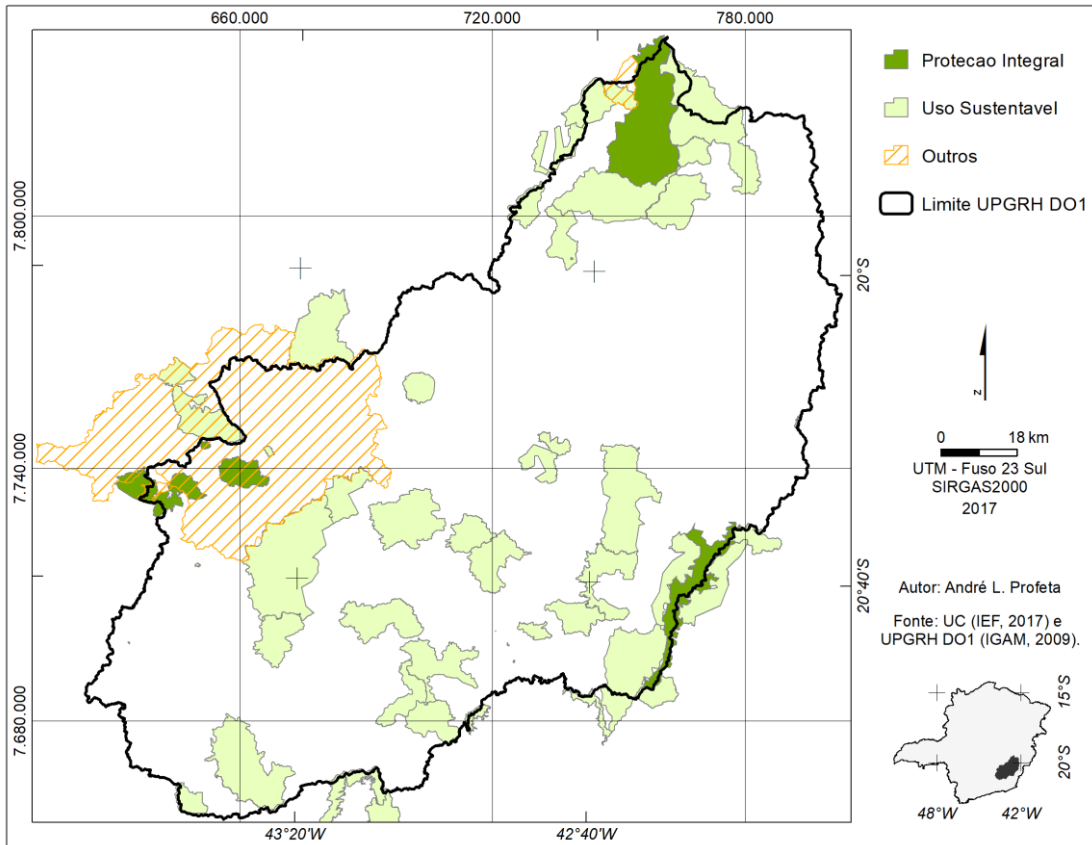 660.000
720.000
780.000
7.800.000
7.740.000
7.680.000
20°S
20°40'S
43°20'W
42°40'W
Protecao Integral
Uso Sustentável
Outros
Limite UPGRH DO1
z
0 18 km
UTM - Fuso 23 Sul
SIRGAS2000
2017
Autor: André L. Profeta
Fonte: UC (IEF, 2017) e
UPGRH DO1 (IGAM, 2009).
15°S
20°S
48°W
42°W